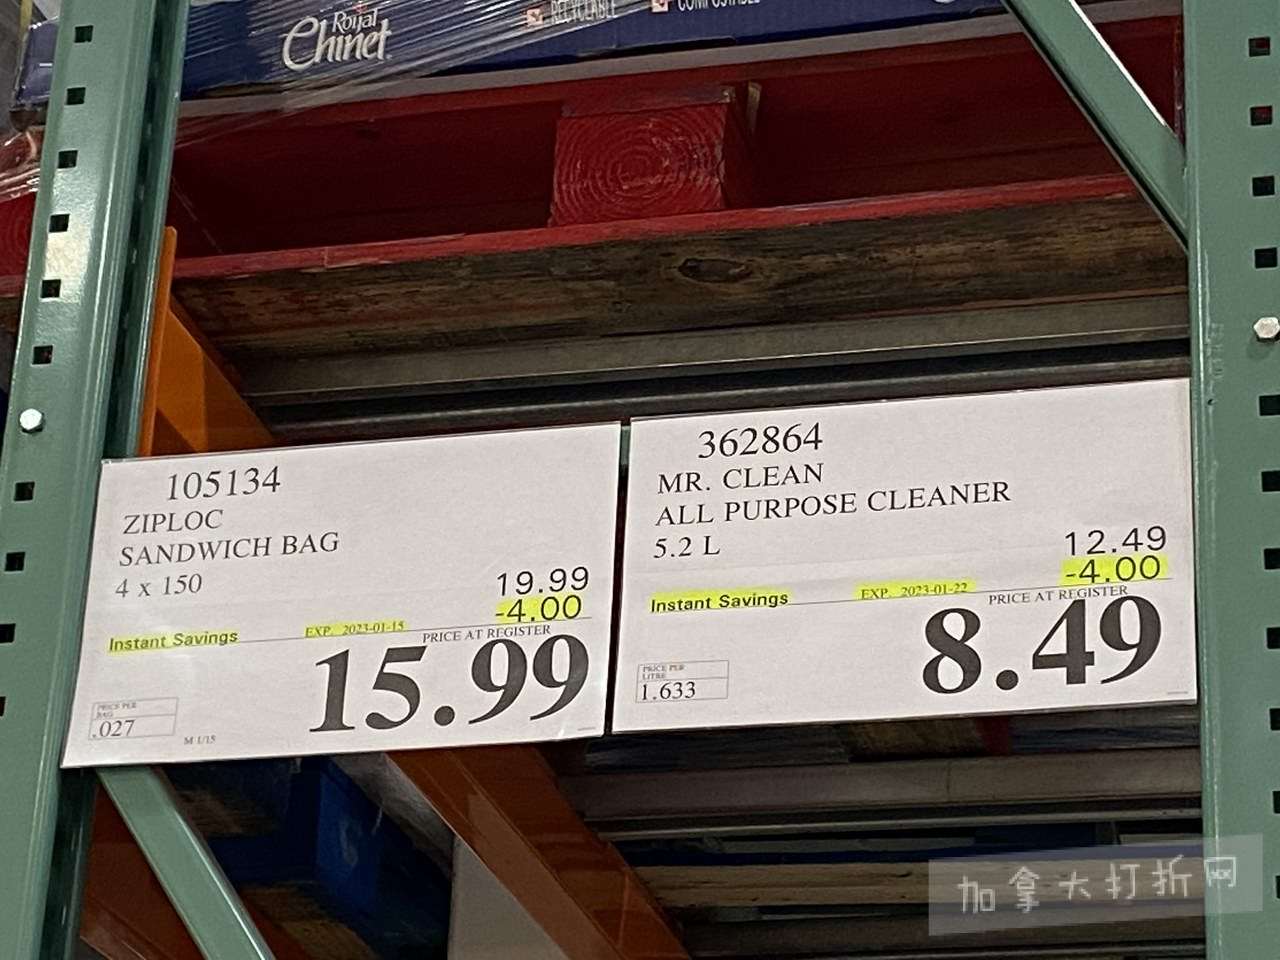 Royal
Chinet
RECYCLABLE
COMPOSTABLE
105134
ZIPLOC
SANDWICH BAG
4 x 150
19.99
-4.00
Instant Savings
EXP. 2023-01-15
PRICE AT REGISTER
15.99
PRICE PER
BAG
.027
M 1/15
362864
MR. CLEAN
ALL PURPOSE CLEANER
5.2 L
12.49
-4.00
Instant Savings
EXP. 2023-01-22
PRICE AT REGISTER
8.49
PRICE PER
LITRE
1.633
加拿大打折网